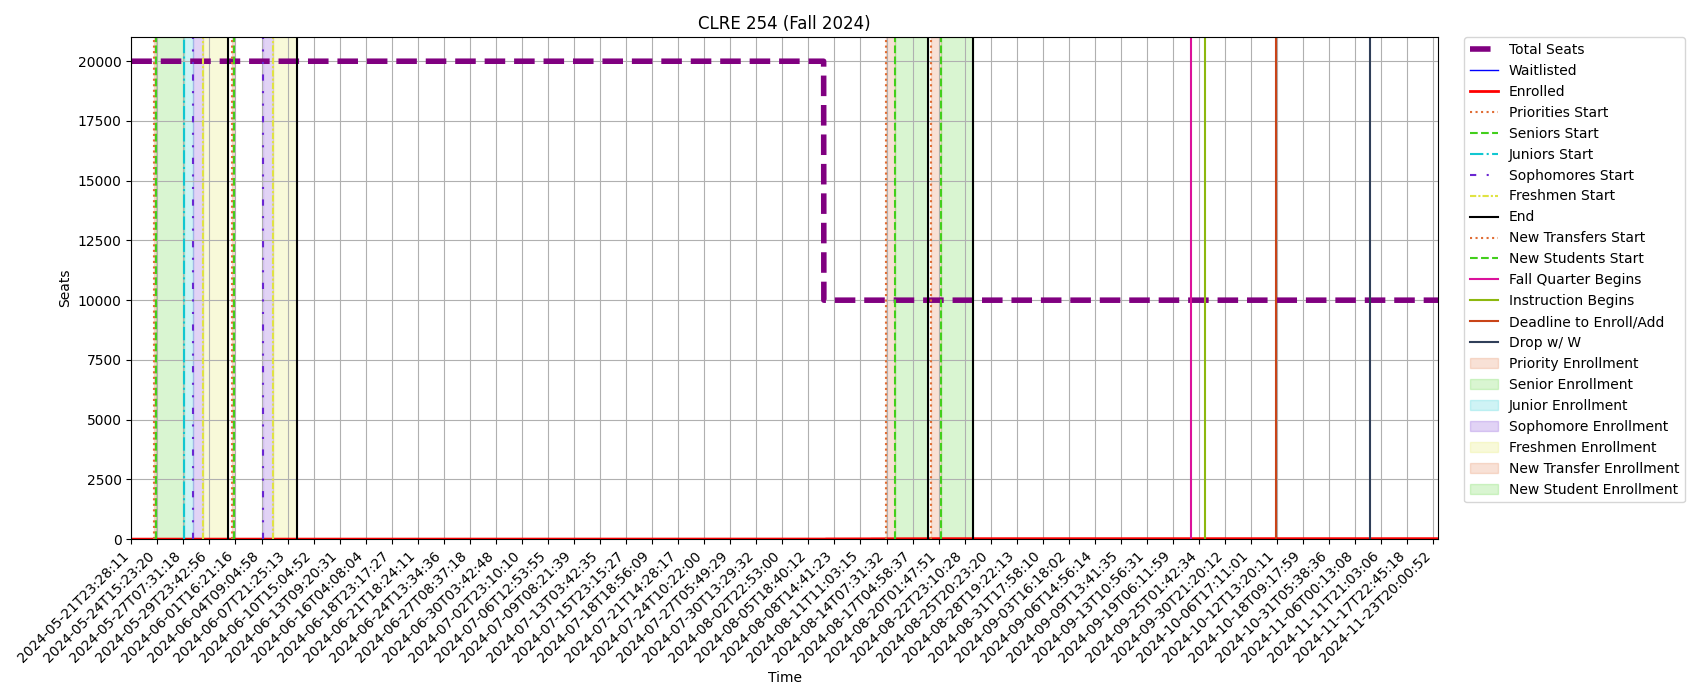 CLRE 254 (Fall 2024)
Seats
20000
17500
15000
12500
10000
7500
5000
2500
0
2024-05-21T23:28:11
2024-05-24T15:23:20
2024-05-27T07:31:18
2024-05-29T23:42:56
2024-06-01T16:21:16
2024-06-04T09:04:58
2024-06-07T21:25:13
2024-06-10T15:04:52
2024-06-13T09:20:31
2024-06-16T04:08:04
2024-06-18T23:17:27
2024-06-21T18:24:11
2024-06-24T13:34:36
2024-06-27T08:37:18
2024-06-30T03:42:48
2024-07-02T23:10:10
2024-07-06T12:53:55
2024-07-09T08:21:39
2024-07-13T03:42:35
2024-07-15T23:15:27
2024-07-18T18:56:09
2024-07-21T14:28:17
2024-07-24T10:22:00
2024-07-27T05:49:29
2024-07-30T13:29:32
2024-08-02T22:53:00
2024-08-05T18:40:12
2024-08-08T14:41:23
2024-08-11T11:03:15
2024-08-14T07:31:32
2024-08-17T04:58:37
2024-08-20T01:47:51
2024-08-22T23:10:28
2024-08-25T20:23:20
2024-08-28T19:22:13
2024-08-31T17:58:10
2024-09-03T16:18:02
2024-09-06T14:56:14
2024-09-09T13:41:35
2024-09-13T10:56:31
2024-09-19T06:11:59
2024-09-25T01:42:34
2024-09-30T21:20:12
2024-10-06T17:11:01
2024-10-12T13:20:11
2024-10-18T09:17:59
2024-10-31T05:38:36
2024-11-06T00:13:08
2024-11-11T21:03:06
2024-11-17T22:45:18
2024-11-23T20:00:52
Time
Total Seats
Waitlisted
Enrolled
Priorities Start
Seniors Start
Juniors Start
Sophomores Start
Freshmen Start
End
New Transfers Start
New Students Start
Fall Quarter Begins
Instruction Begins
Deadline to Enroll/Add
Drop w/ W
Priority Enrollment
Senior Enrollment
Junior Enrollment
Sophomore Enrollment
Freshmen Enrollment
New Transfer Enrollment
New Student Enrollment